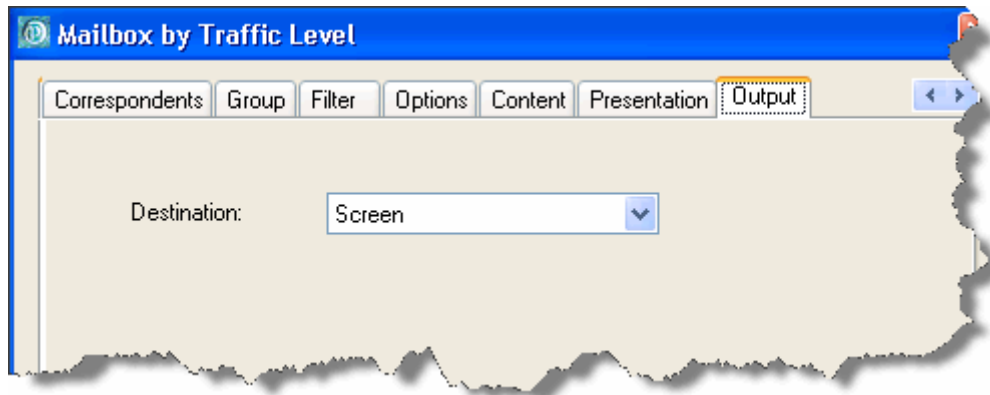 Mailbox by Traffic Level
Correspondents Group Filter Options Content Presentation Output
Destination: Screen